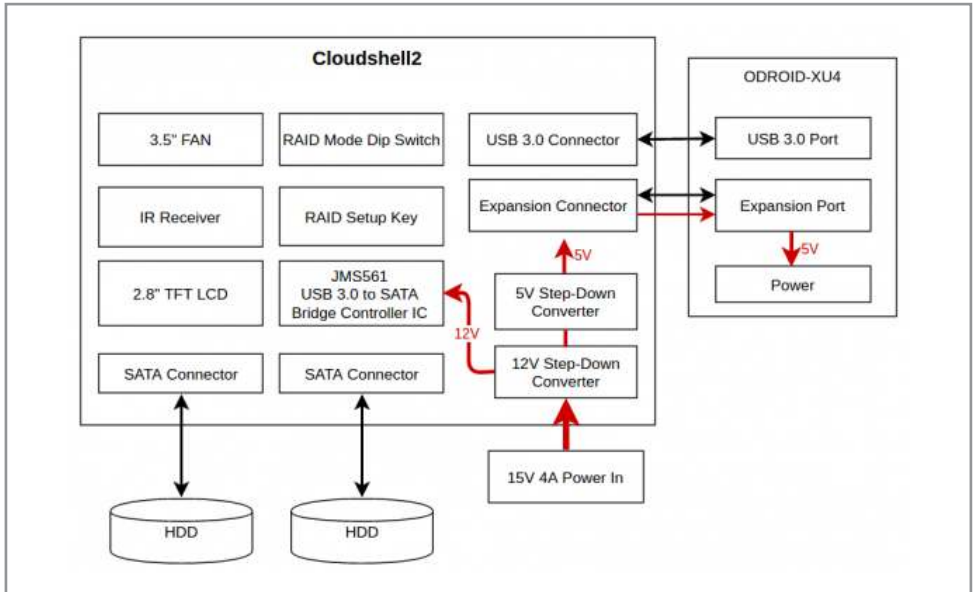 Cloudshell2
ODROID-XU4
3.5" FAN
RAID Mode Dip Switch
USB 3.0 Connector
USB 3.0 Port
IR Receiver
RAID Setup Key
Expansion Connector
Expansion Port
5V
5V
2.8" TFT LCD
JMS561
USB 3.0 to SATA
Bridge Controller IC
5V Step-Down
Converter
Power
12V
SATA Connector
SATA Connector
12V Step-Down
Converter
15V 4A Power In
HDD
HDD